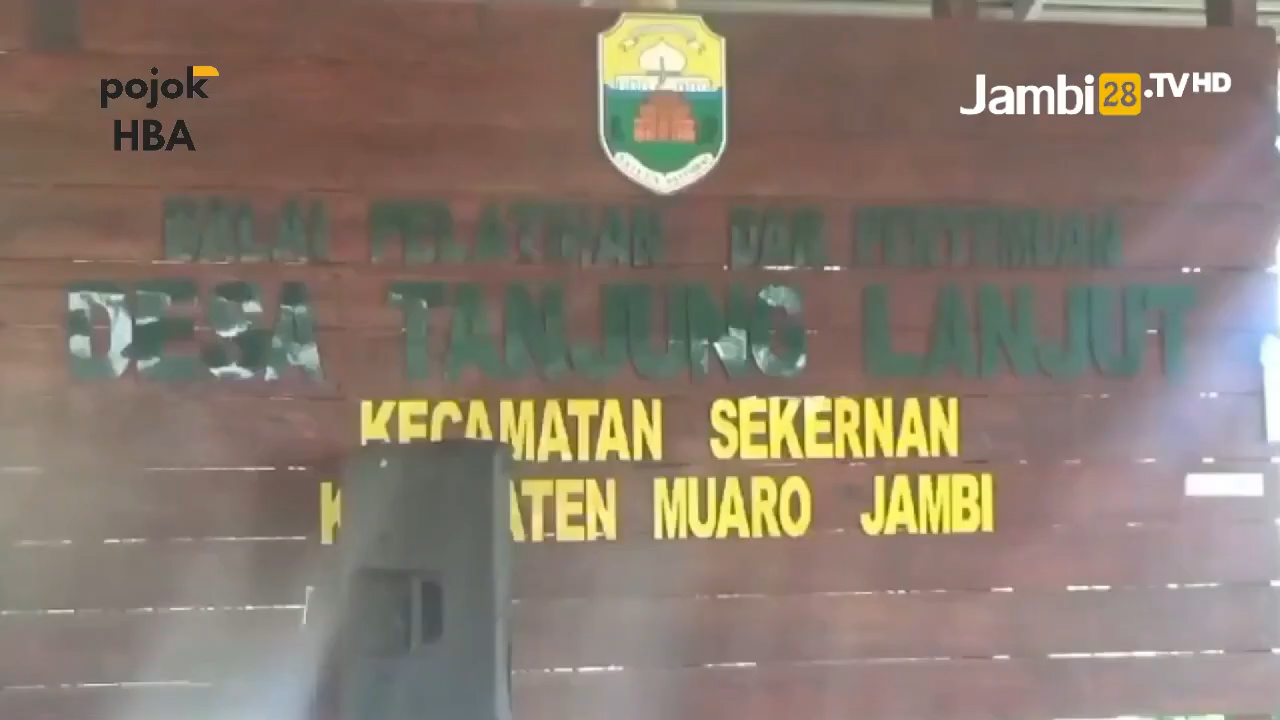 pojok
HBA
Jambi28.TVHD
BALAI PELATIHAN DAN PERTEMUAN
DESA TANJUNG LANJUT
KECAMATAN SEKERNAN
K ATEN MUARO JAMBI